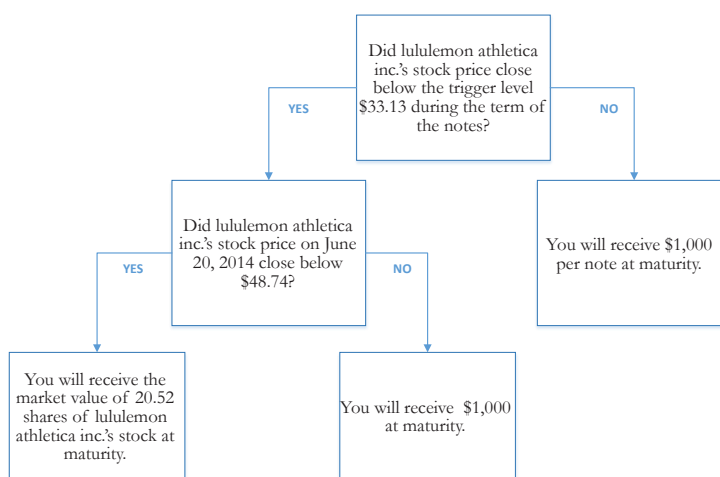 Did lululemon athletica
inc.'s stock price close
below the trigger level
$33.13 during the term of
the notes?
YES
NO
Did lululemon athletica
inc.'s stock price on June
20, 2014 close below
$48.74?
You will receive $1,000
per note at maturity.
YES
NO
You will receive the
market value of 20.52
shares of lululemon
athletica inc.'s stock at
maturity.
You will receive  $1,000
at maturity.